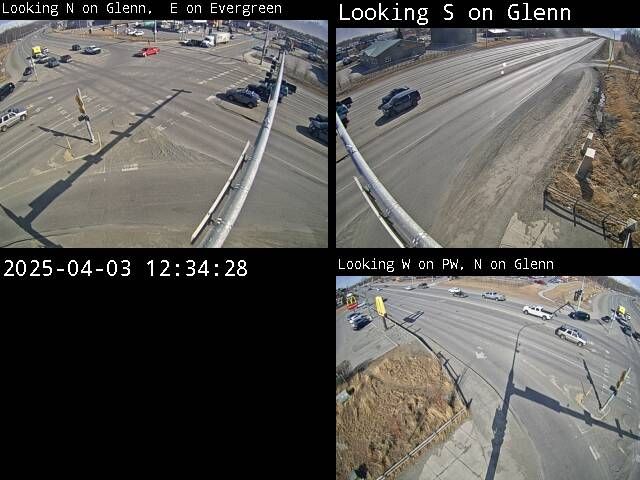 Looking N on Glenn,  E on Evergreen
Looking S on Glenn
2025-04-03 12:34:28
Looking W on PW, N on Glenn